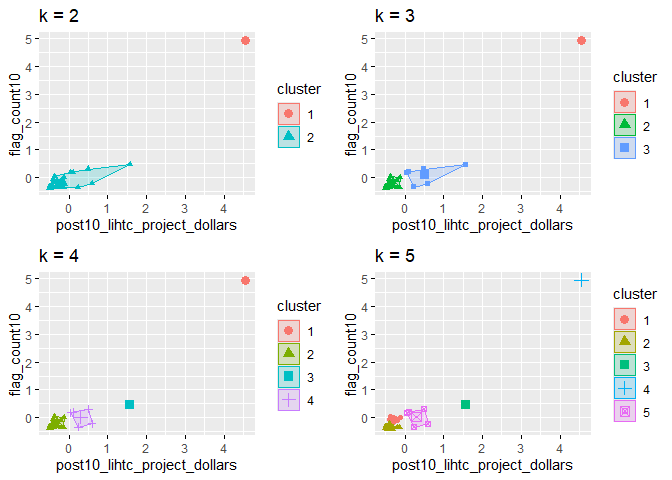 k = 2
5
4
3
2
1
0
flag_count10
0 1 2 3 4
post10_lihtc_project_dollars
cluster
1
2
k = 3
5
4
3
2
1
0
flag_count10
0 1 2 3 4
post10_lihtc_project_dollars
cluster
1
2
3
k = 4
5
4
3
2
1
0
flag_count10
0 1 2 3 4
post10_lihtc_project_dollars
cluster
1
2
3
4
k = 5
5
4
3
2
1
0
flag_count10
0 1 2 3 4
post10_lihtc_project_dollars
cluster
1
2
3
4
5